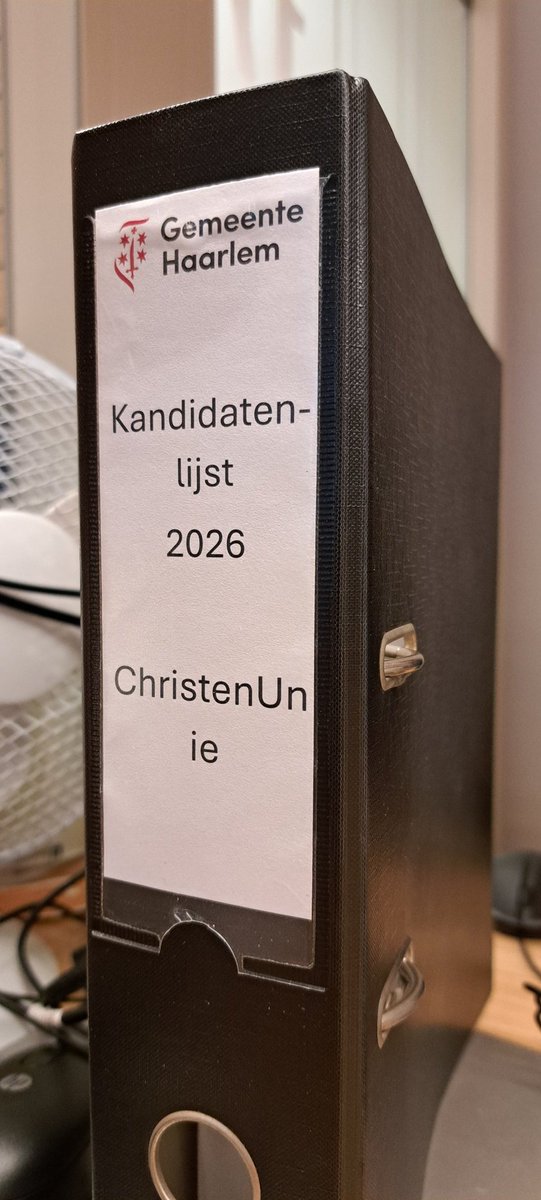 Gemeente
Haarlem
Kandidaten-
lijst
2026
ChristenUn
ie